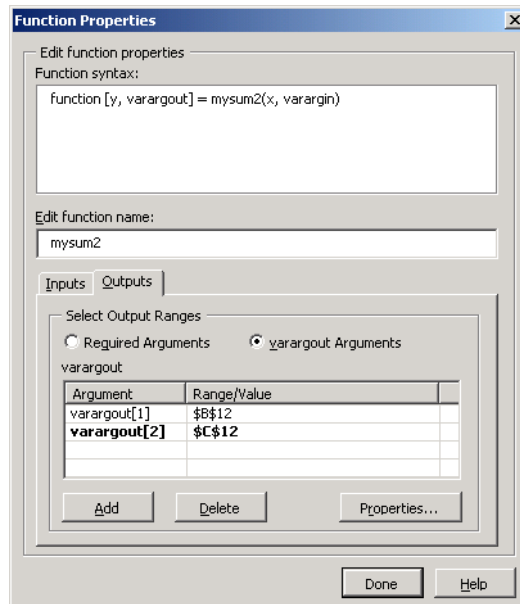 Function Properties
Edit function properties
Function syntax:
function [y, varargout] = mysum2(x, varargin)
Edit function name:
mysum2
Inputs Outputs
Select Output Ranges
Required Arguments varargout Arguments
varargout
Argument Range/Value
varargout[1] $B$12
varargout[2] $C$12
Add Delete Properties...
Done Help